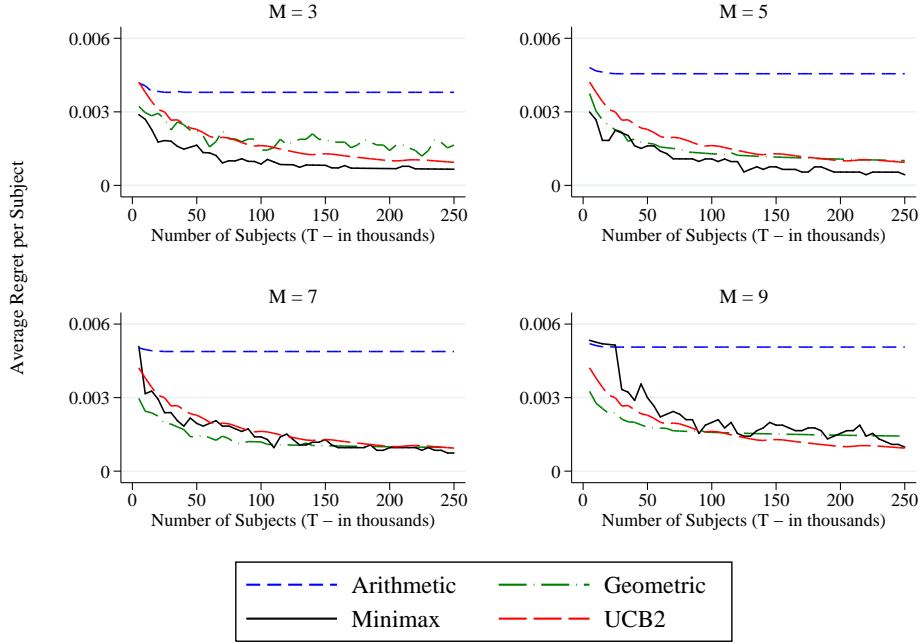 M = 3
0.006
0.003
0
0 50 100 150 200 250
Number of Subjects (T − in thousands)
M = 5
0.006
0.003
0
0 50 100 150 200 250
Number of Subjects (T − in thousands)
Average Regret per Subject
M = 7
0.006
0.003
0
0 50 100 150 200 250
Number of Subjects (T − in thousands)
M = 9
0.006
0.003
0
0 50 100 150 200 250
Number of Subjects (T − in thousands)
Arithmetic Geometric
Minimax UCB2